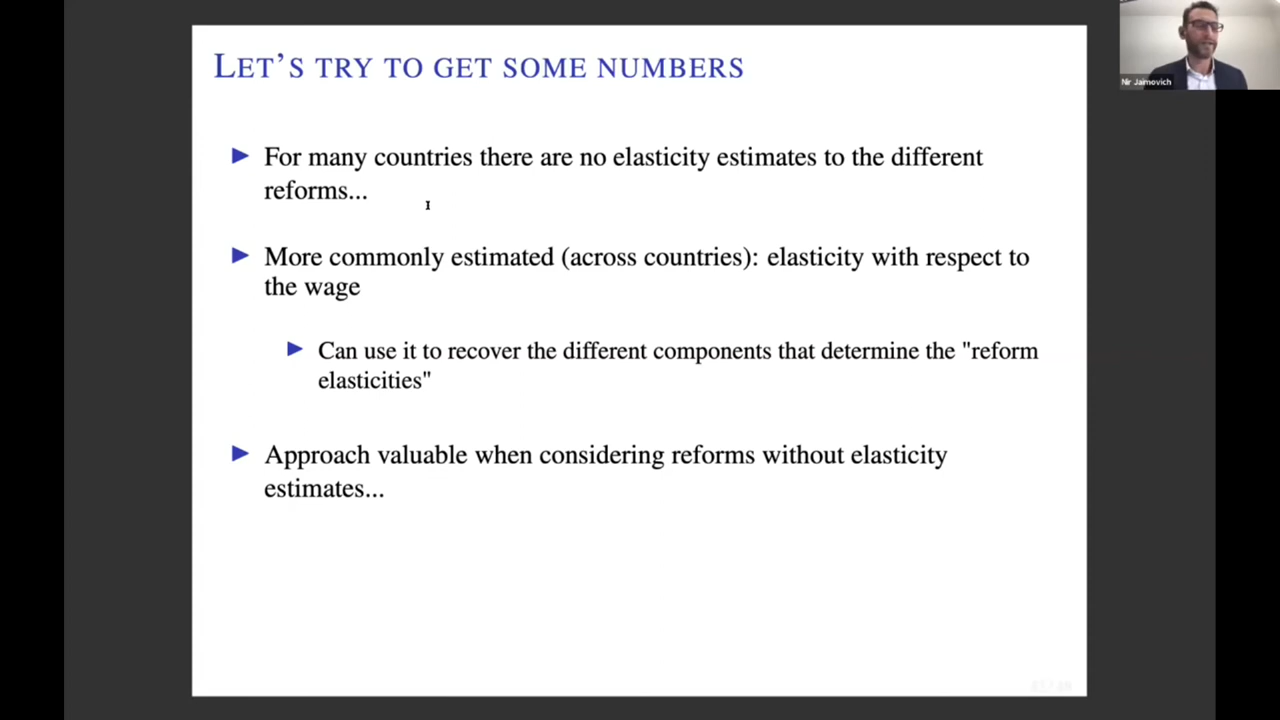 LET'S TRY TO GET SOME NUMBERS
Nir Jaimovich
▶ For many countries there are no elasticity estimates to the different
reforms...
▶ More commonly estimated (across countries): elasticity with respect to
the wage
▶ Can use it to recover the different components that determine the "reform
elasticities"
▶ Approach valuable when considering reforms without elasticity
estimates...